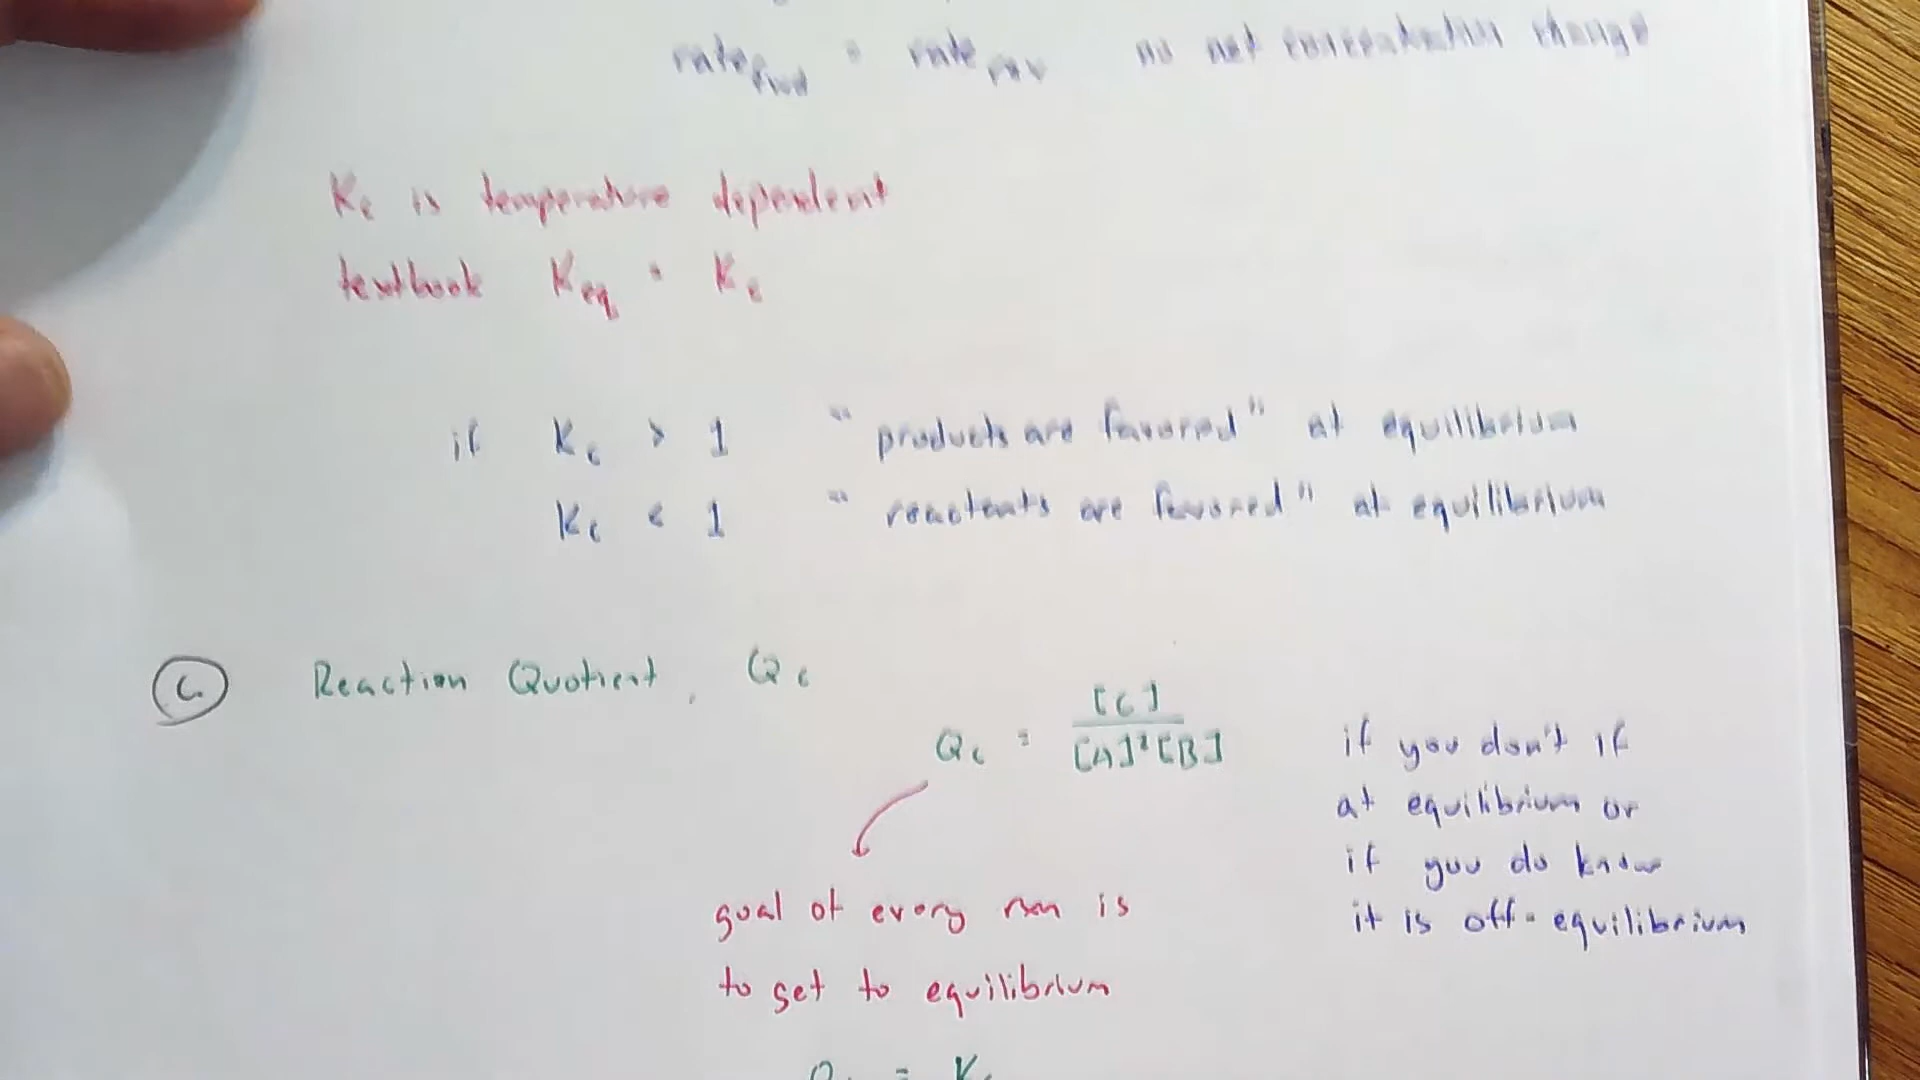 rate fwd = rate rev no net concentration change
Kc is temperature dependent
textbook Keq = Kc
if Kc > 1 "products are favored" at equilibrium
Kc < 1 "reactants are favored" at equilibrium
C Reaction Quotient, Qc
Qc = [C] / [A]²[B]
if you don't if
at equilibrium or
if you do know
it is off-equilibrium
goal of every rxn is
to get to equilibrium
Qc = Kc